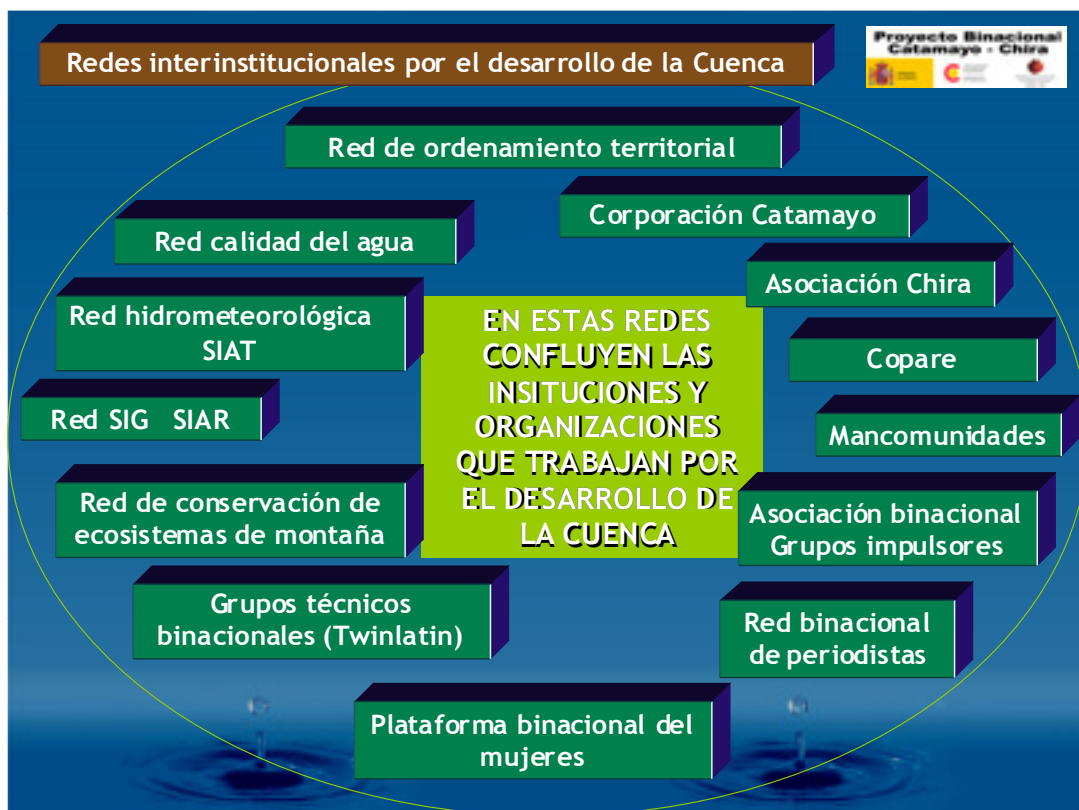 Redes interinstitucionales por el desarrollo de la Cuenca
Proyecto Binacional
Catamayo - Chira
Red de ordenamiento territorial
Corporación Catamayo
Red calidad del agua
Asociación Chira
Red hidrometeorológica
SIAT
EN ESTAS REDES
CONFLUYEN LAS
INSITUCIONES Y
ORGANIZACIONES
QUE TRABAJAN POR
EL DESARROLLO DE
LA CUENCA
Copare
Red SIG SIAR
Mancomunidades
Red de conservación de
ecosistemas de montaña
Asociación binacional
Grupos impulsores
Grupos técnicos
binacionales (Twinlatin)
Red binacional
de periodistas
Plataforma binacional del
mujeres